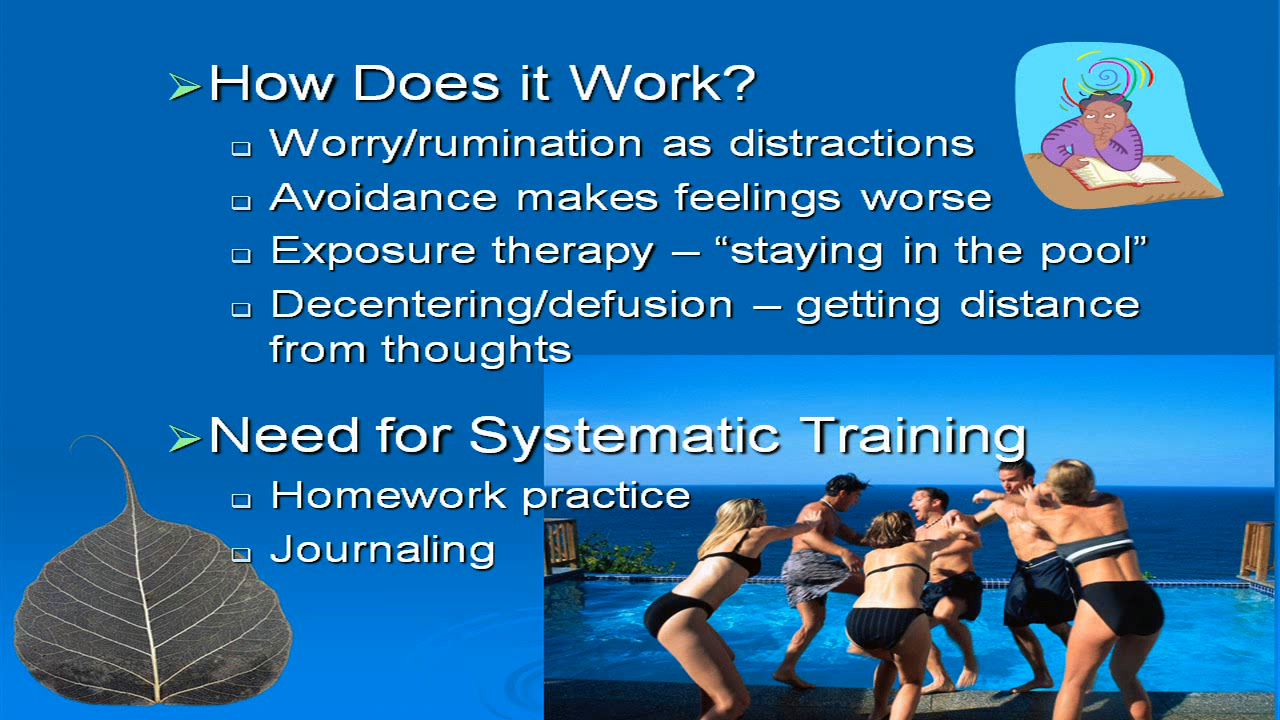 How Does it Work?
Worry/rumination as distractions
Avoidance makes feelings worse
Exposure therapy – “staying in the pool”
Decentering/defusion – getting distance
from thoughts
Need for Systematic Training
Homework practice
Journaling